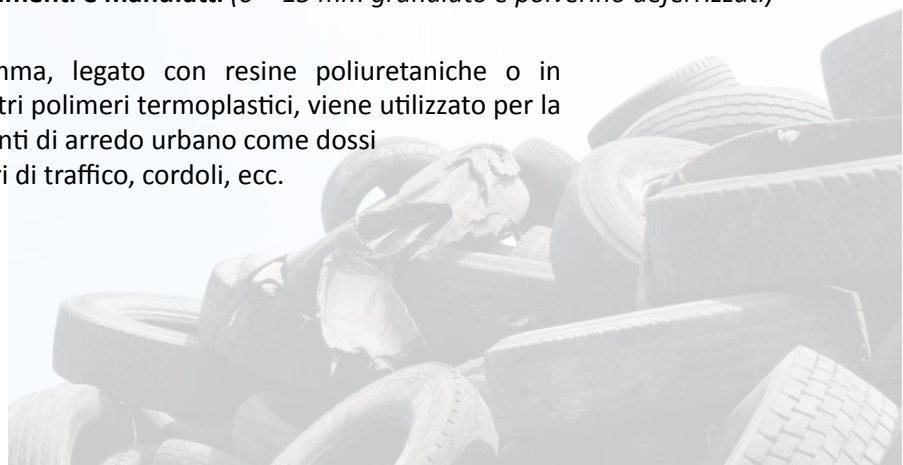 menti e manufatti (0 – 15 mm granulato e polverino deferrizzati)
mma, legato con resine poliuretaniche o in
tri polimeri termoplastici, viene utilizzato per la
nti di arredo urbano come dossi
ri di traffico, cordoli, ecc.